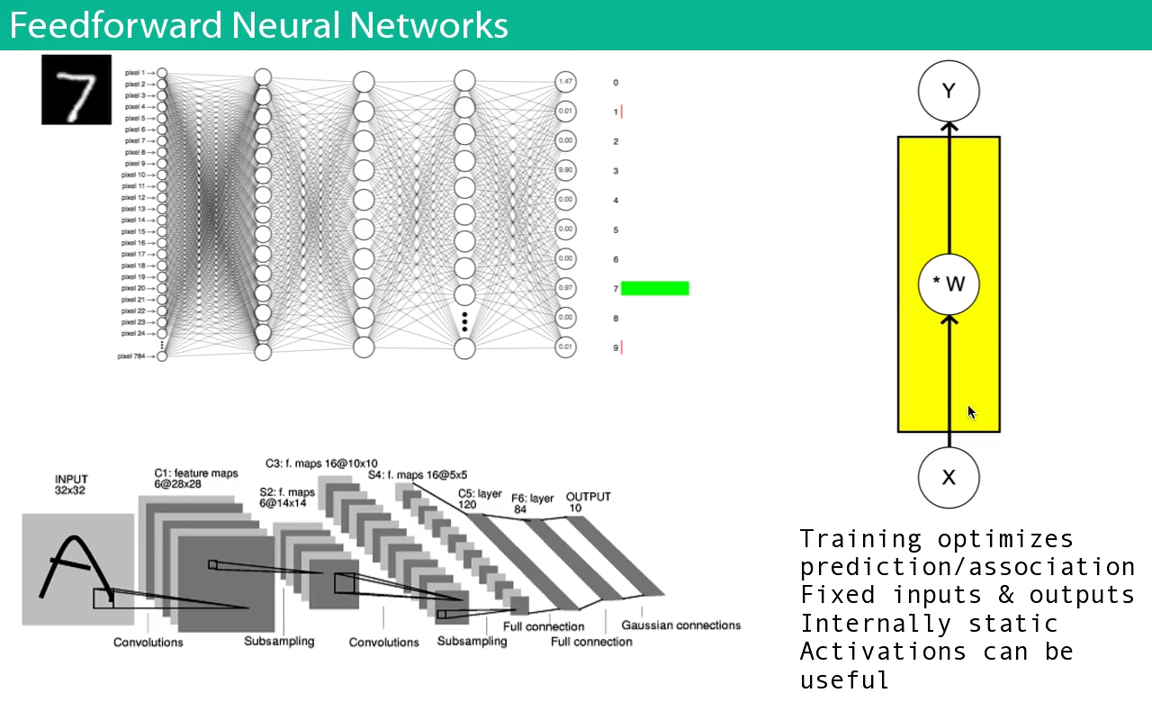 Feedforward Neural Networks
pixel 1
pixel 2
pixel 3
pixel 4
pixel 5
pixel 6
pixel 7
pixel 8
pixel 9
pixel 10
pixel 11
pixel 12
pixel 13
pixel 14
pixel 15
pixel 16
pixel 17
pixel 18
pixel 19
pixel 20
pixel 21
pixel 22
pixel 23
pixel 24
pixel 784
7
1.47 0
0.01 1
0.00 2
9.90 3
0.00 4
0.00 5
0.00 6
0.97 7
0.00 8
0.01 9
Y
* W
X
INPUT
32x32
A
C1: feature maps
6@28x28
S2: f. maps
6@14x14
C3: f. maps 16@10x10
S4: f. maps 16@5x5
C5: layer
120
F6: layer
84
OUTPUT
10
Convolutions
Subsampling
Convolutions
Subsampling
Full connection
Full connection
Gaussian connections
Training optimizes
prediction/association
Fixed inputs & outputs
Internally static
Activations can be
useful